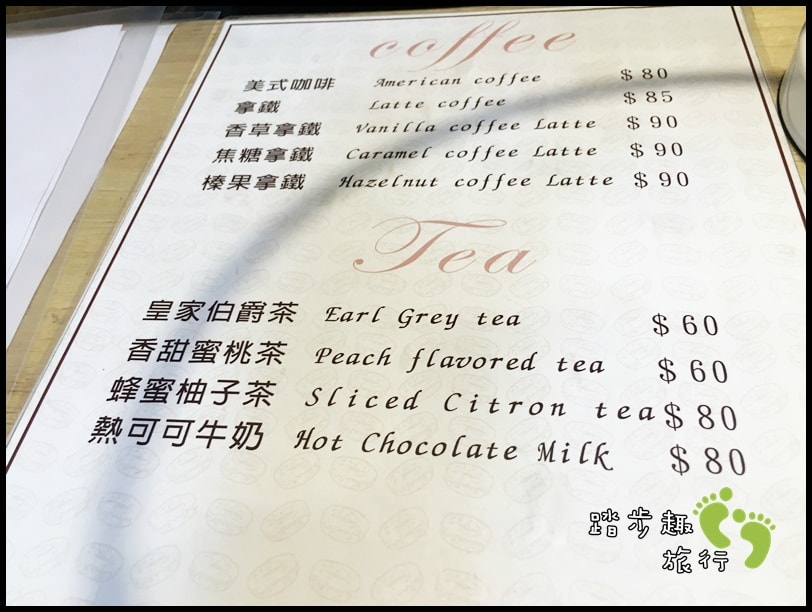 coffee
美式咖啡 American coffee $80
拿鐵 Latte coffee $85
香草拿鐵 Vanilla coffee Latte $90
焦糖拿鐵 Caramel coffee Latte $90
榛果拿鐵 Hazelnut coffee Latte $90
Tea
皇家伯爵茶 Earl Grey tea $60
香甜蜜桃茶 Peach flavored tea $60
蜂蜜柚子茶 Sliced Citron tea $80
熱可可牛奶 Hot Chocolate Milk $80
踏步趣
旅行